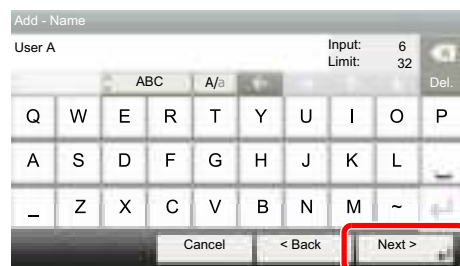 Add - Name
User A
Input: 6
Limit: 32
Del.
ABC A/a
Q W E R T Y U I O P
A S D F G H J K L
_ Z X C V B N M ~
Cancel < Back Next >